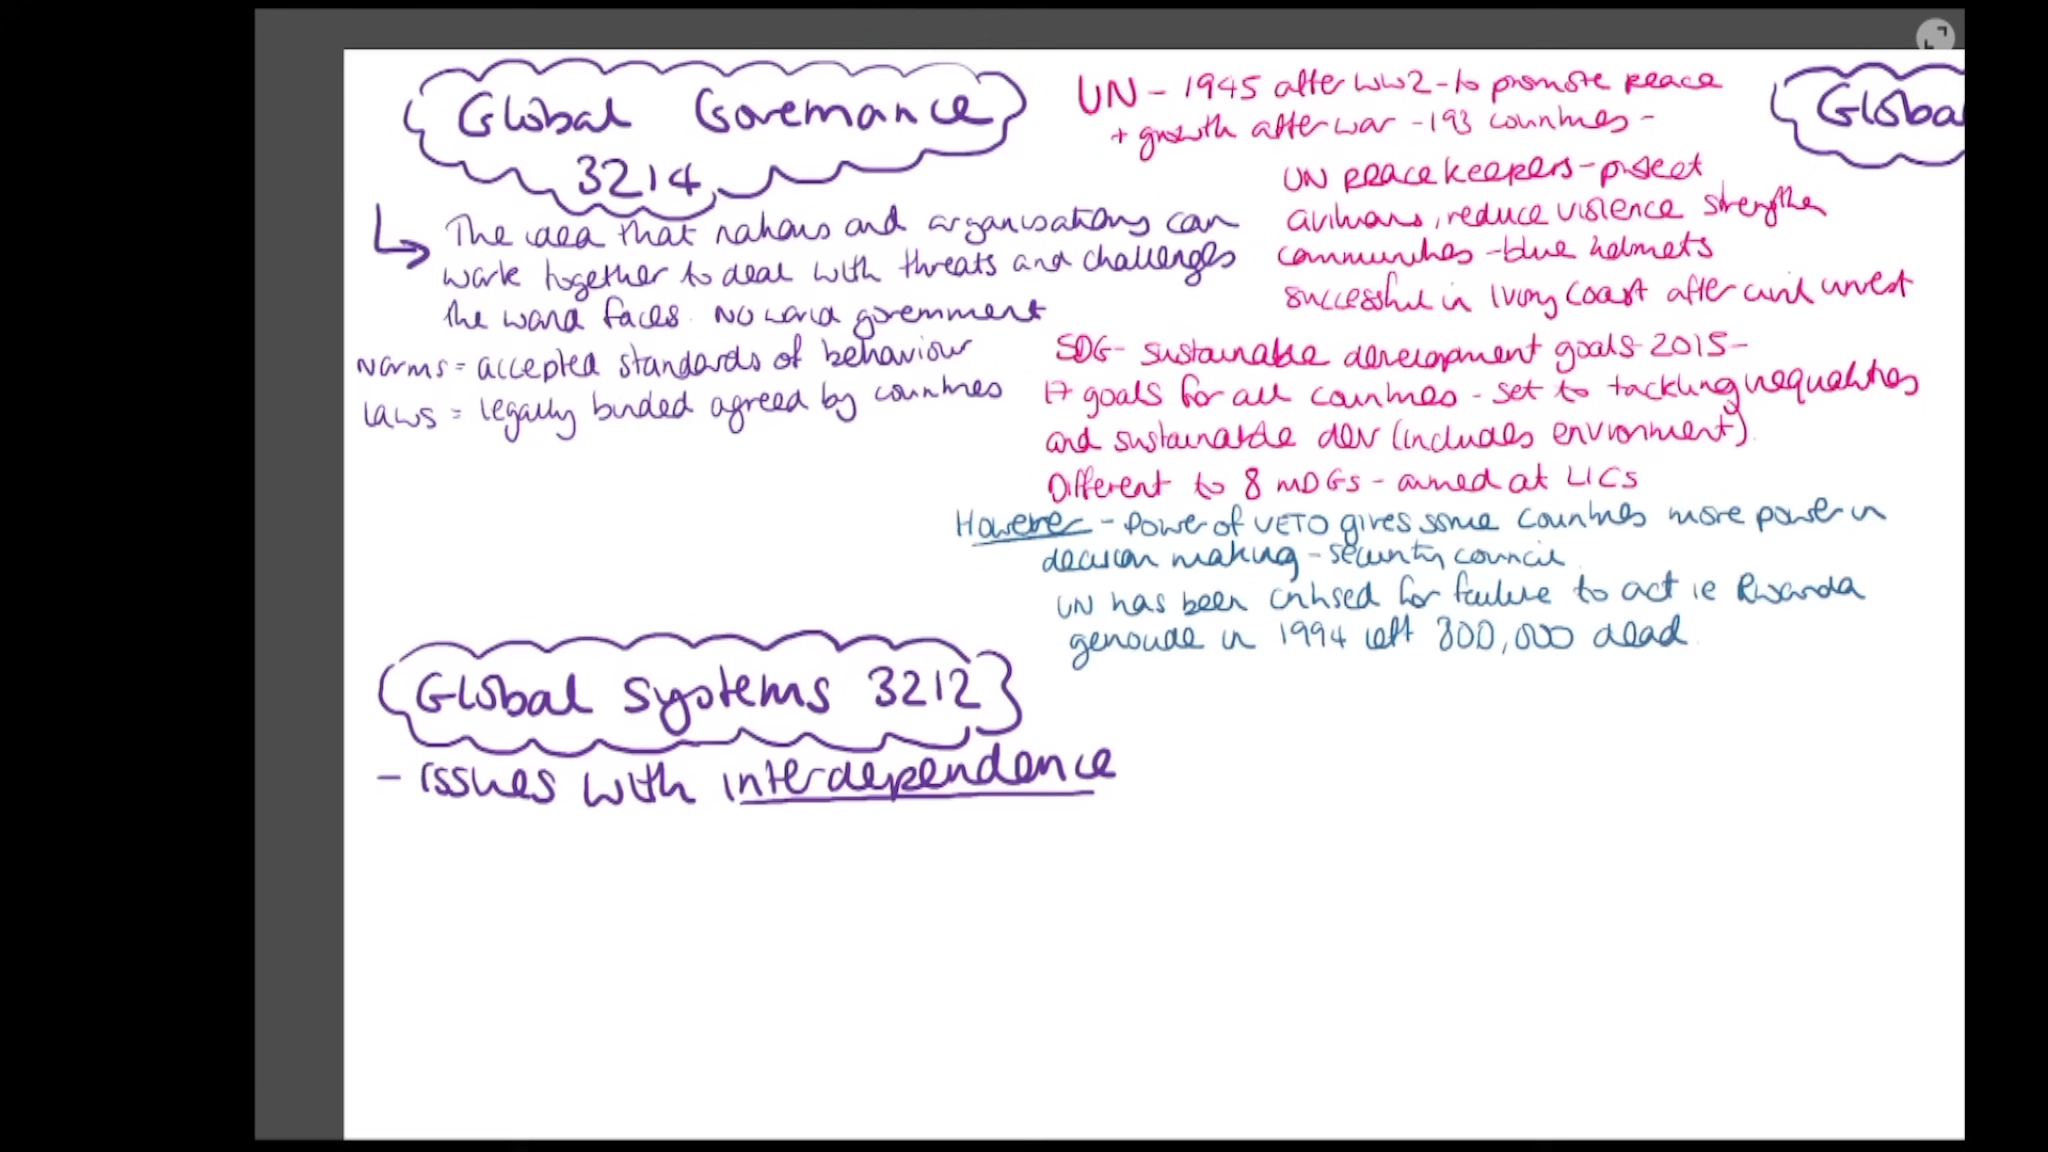 Global Governance
3214
The idea that nations and organisations can
work together to deal with threats and challenges
the world faces. No world government
Norms = accepted standards of behaviour
Laws = legally binded agreed by countries
UN - 1945 after WW2 - to promote peace
+ growth after war - 193 countries -
UN peacekeepers - protect
civilians, reduce violence strengthen
communities - blue helmets
successful in Ivory Coast after civil unrest
SDG - sustainable development goals - 2015 -
17 goals for all countries - set to tackling inequalities
and sustainable dev (includes environment).
Different to 8 MDGs - aimed at LICs
However - Power of VETO gives some countries more power in
decision making - security council.
UN has been critised for failure to act ie Rwanda
genocide in 1994 left 800,000 dead.
Globa
Global systems 3212
- issues with interdependence